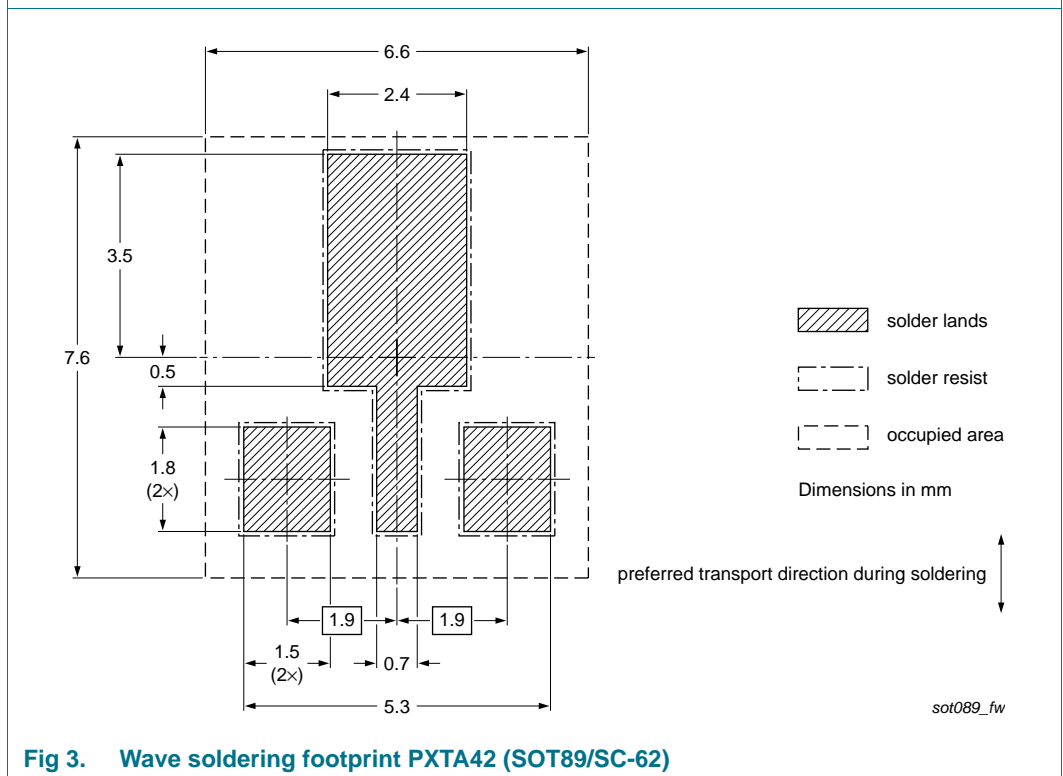 6.6
2.4
3.5
7.6
0.5
1.8
(2×)
solder lands
solder resist
occupied area
Dimensions in mm
preferred transport direction during soldering
1.9 1.9
1.5
(2×)
0.7
5.3
sot089_fw
Fig 3. Wave soldering footprint PXTA42 (SOT89/SC-62)